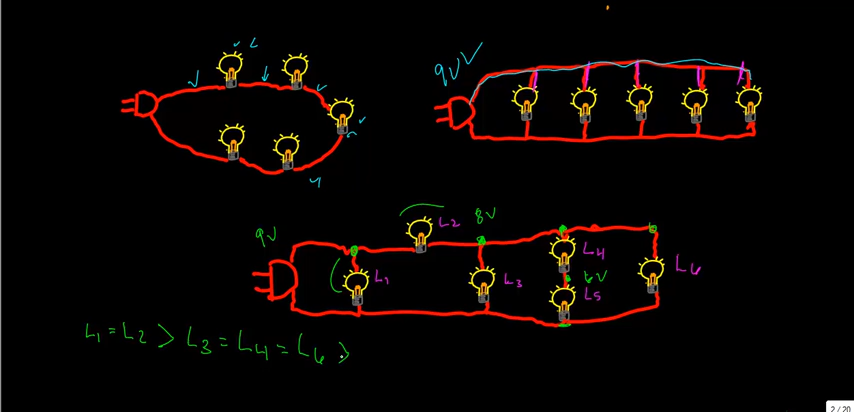 L
9V
L2
8V
9V
L4
L1
L3
6V
L6
L5
L1 = L2 > L3 = L4 = L6 >
2 / 20